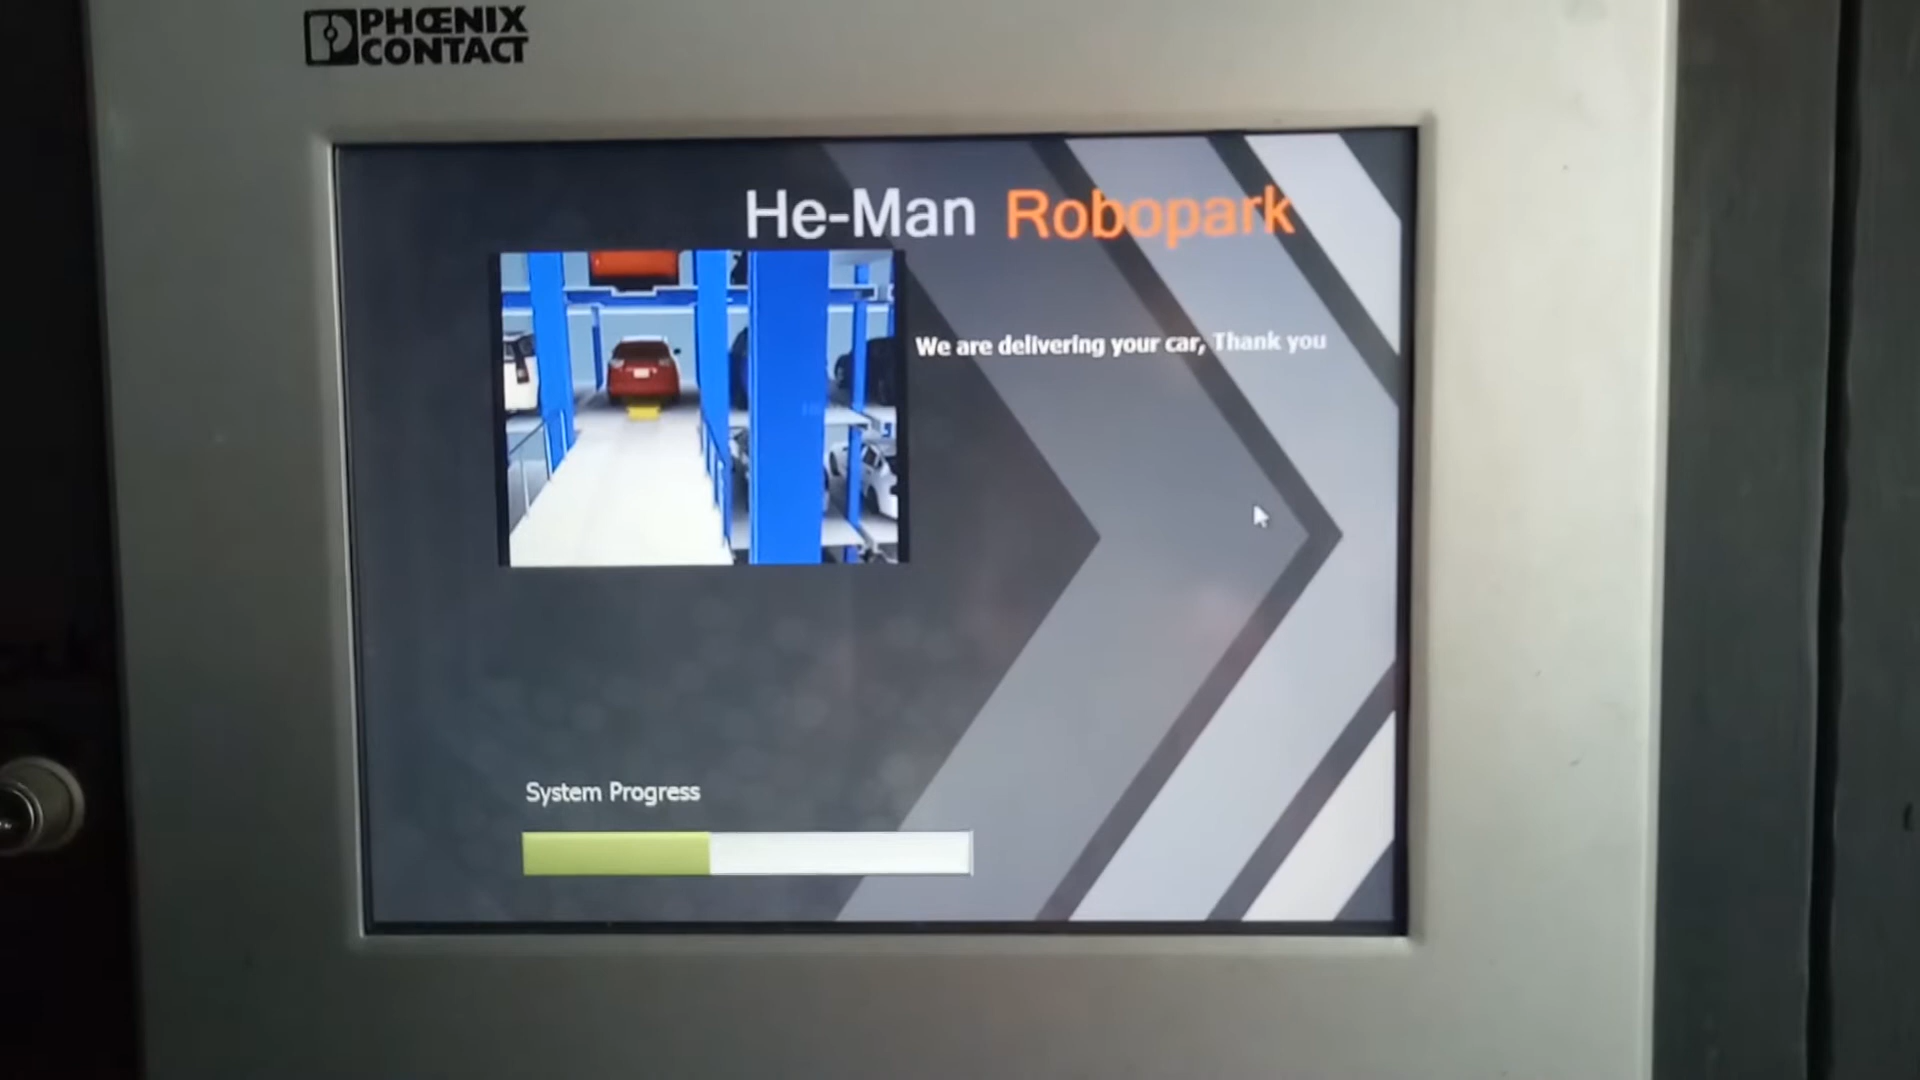 PHŒNIX
CONTACT
He-Man Robopark
We are delivering your car, Thank you
System Progress